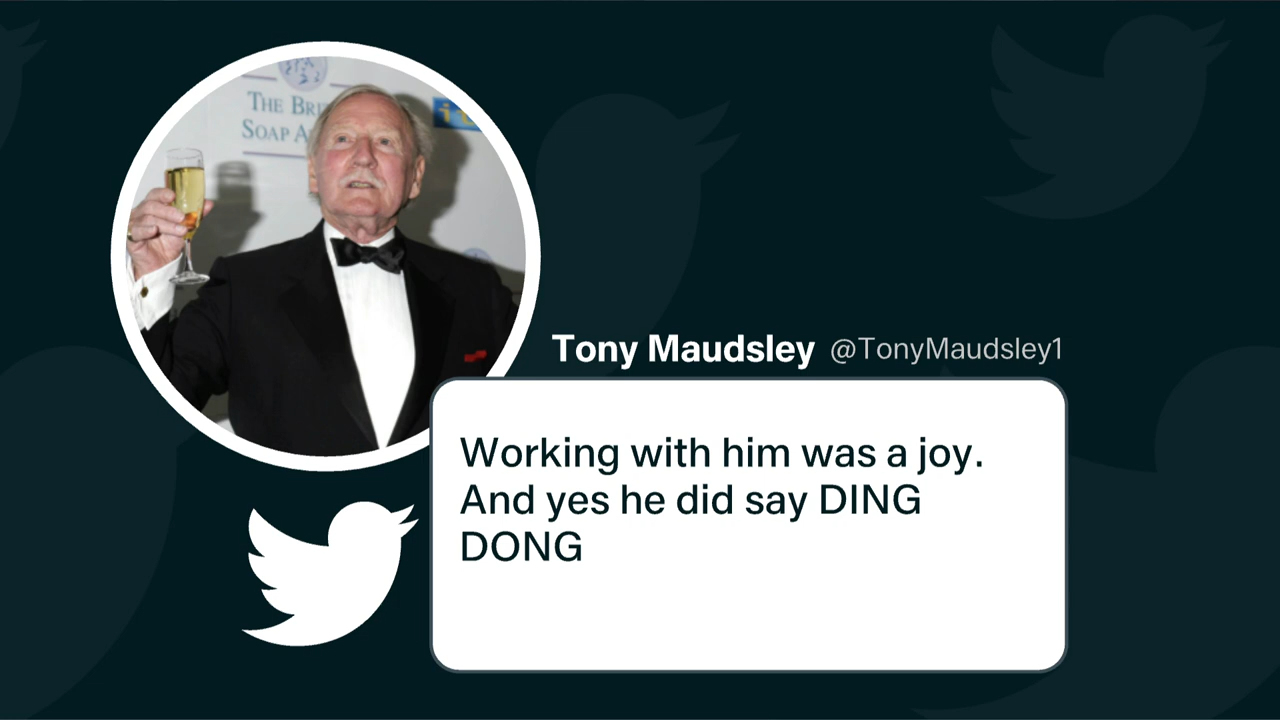 THE BRI
SOAP A
Tony Maudsley @TonyMaudsley1
Working with him was a joy.
And yes he did say DING
DONG